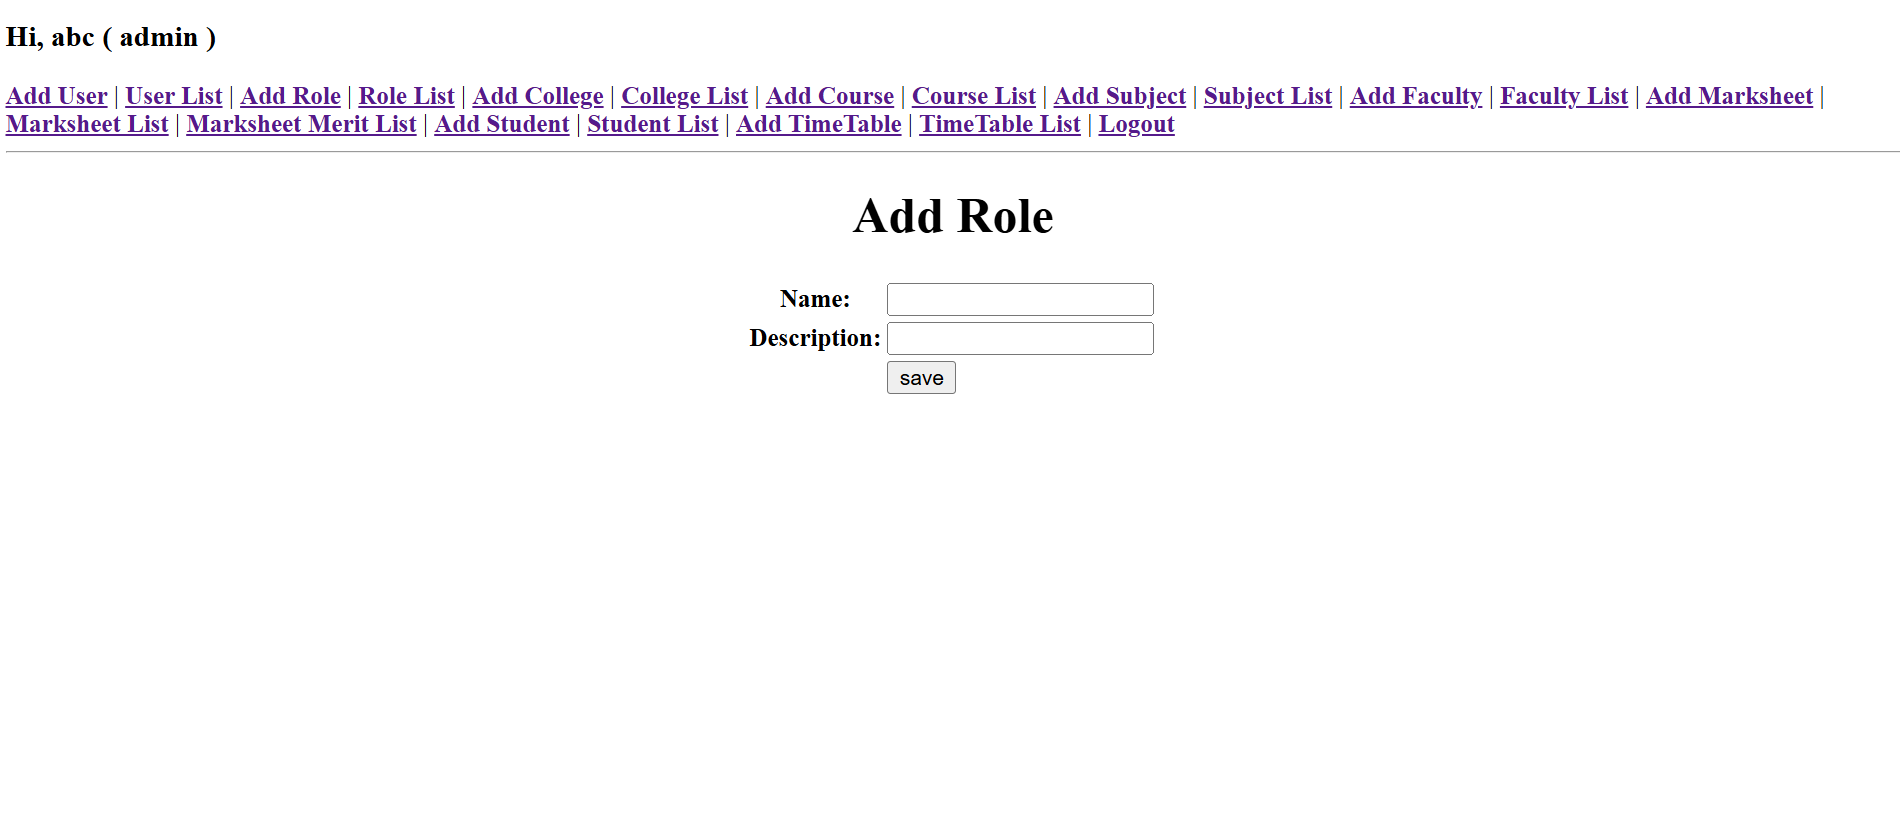 Hi, abc ( admin )
Add User | User List | Add Role | Role List | Add College | College List | Add Course | Course List | Add Subject | Subject List | Add Faculty | Faculty List | Add Marksheet |
Marksheet List | Marksheet Merit List | Add Student | Student List | Add TimeTable | TimeTable List | Logout
Add Role
Name:
Description:
save